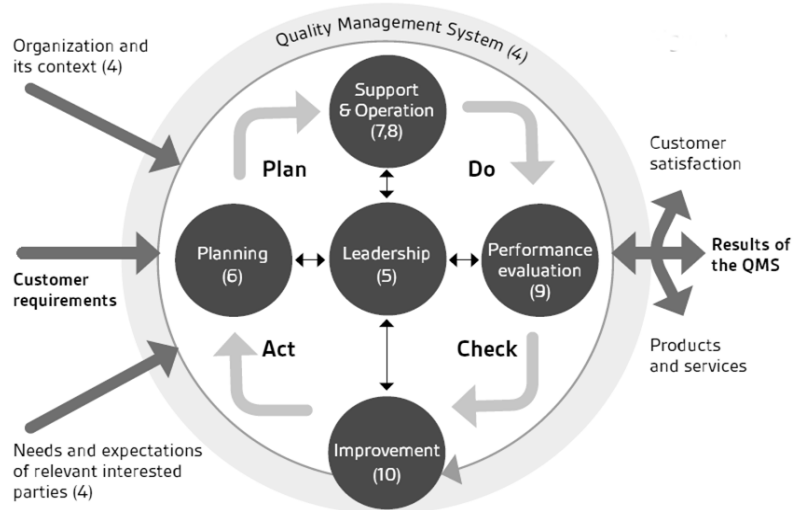 Quality Management System (4)
Organization and
its context (4)
Support
& Operation
(7,8)
Plan
Do
Customer
satisfaction
Planning
(6)
Leadership
(5)
Performance
evaluation
(9)
Results of
the QMS
Customer
requirements
Act
Check
Products
and services
Improvement
(10)
Needs and expectations
of relevant interested
parties (4)